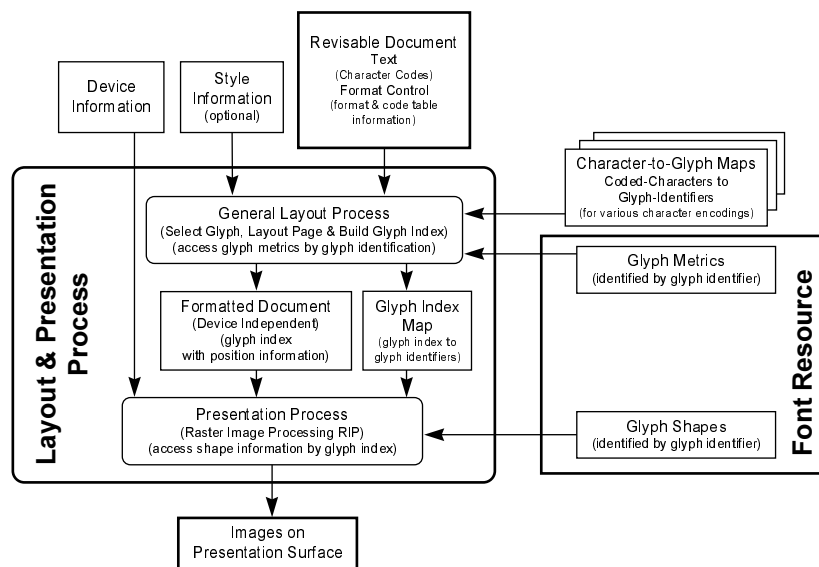 Revisable Document
Text
(Character Codes)
Format Control
(format & code table
information)
Device
Information
Style
Information
(optional)
Character-to-Glyph Maps
Coded-Characters to
Glyph-Identifiers
(for various character encodings)
Layout & Presentation
Process
General Layout Process
(Select Glyph, Layout Page & Build Glyph Index)
(access glyph metrics by glyph identification)
Glyph Metrics
(identified by glyph identifier)
Formatted Document
(Device Independent)
(glyph index
with position information)
Glyph Index
Map
(glyph index to
glyph identifiers)
Font Resource
Presentation Process
(Raster Image Processing RIP)
(access shape information by glyph index)
Glyph Shapes
(identified by glyph identifier)
Images on
Presentation Surface